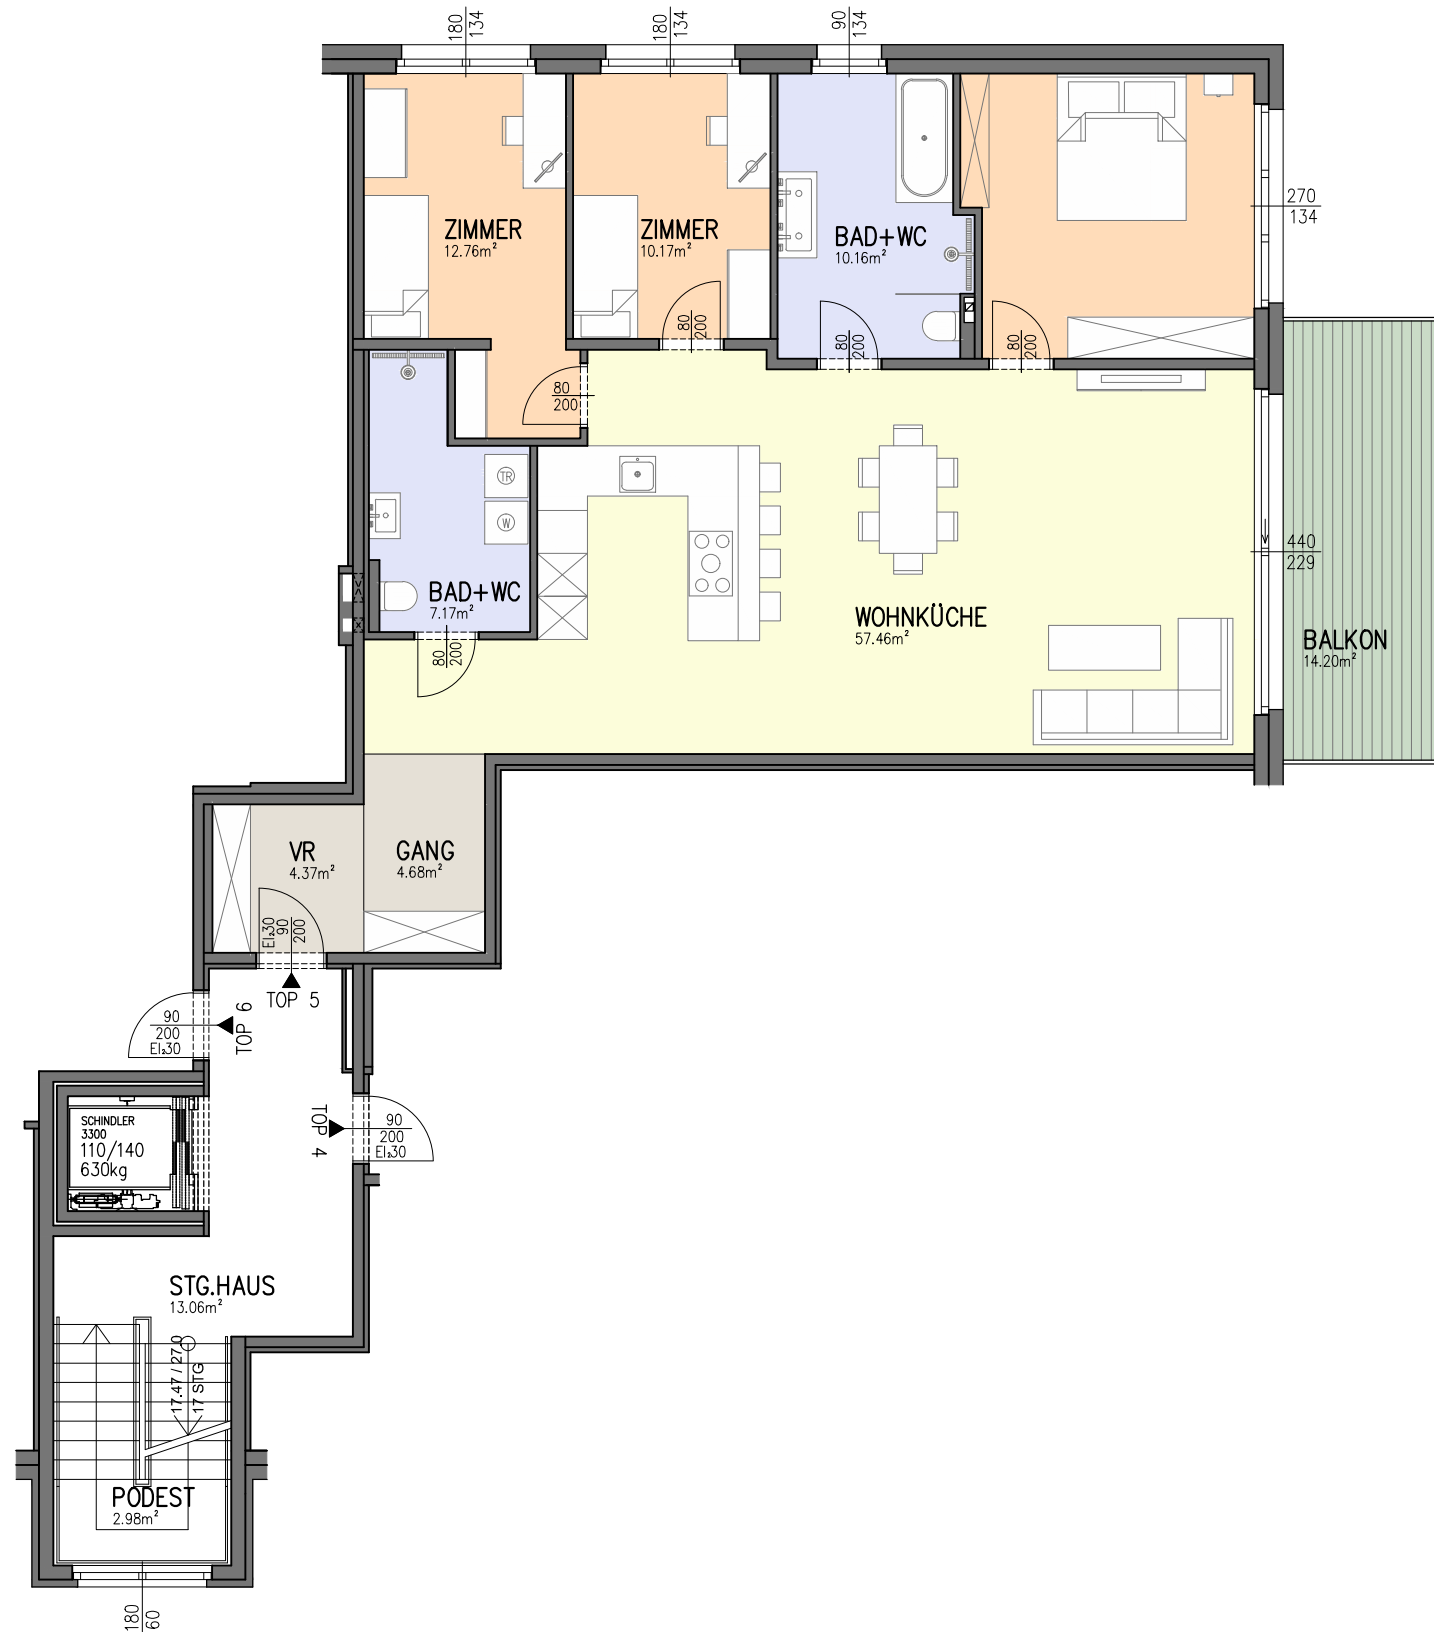 180
134
180
134
90
134
ZIMMER
12.76m²
ZIMMER
10.17m²
BAD+WC
10.16m²
270
134
80
200
80
200
80
200
80
200
TR
W
BAD+WC
7.17m²
80
200
WOHNKÜCHE
57.46m²
440
229
BALKON
14.20m²
VR
4.37m²
GANG
4.68m²
EI₂30
90
200
TOP 5
TOP 6
90
200
EI₂30
TOP 4
90
200
EI₂30
SCHINDLER
3300
110/140
630kg
STG.HAUS
13.06m²
17.47 / 27.0
17 STG
PODEST
2.98m²
180
60